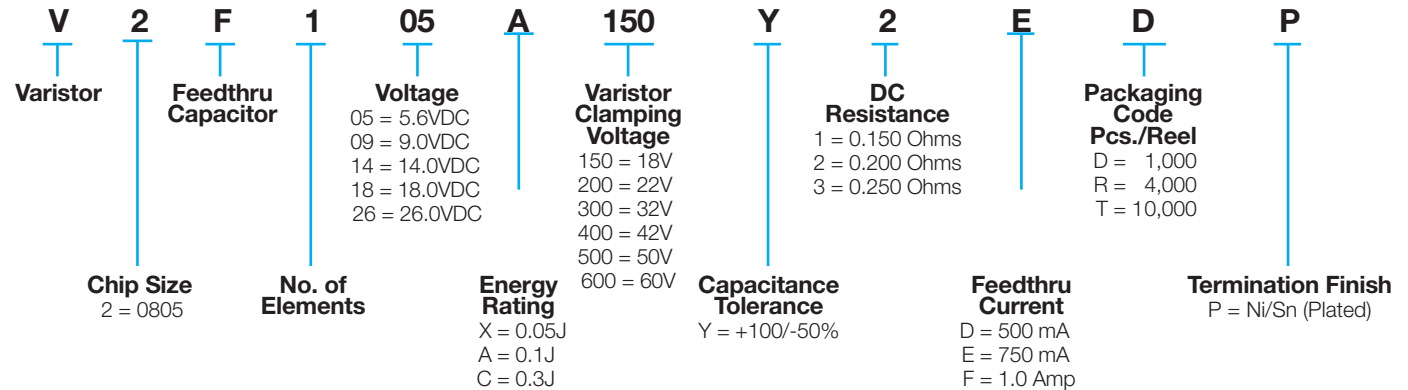 V 2 F 1 05 A 150 Y 2 E D P
Varistor
Feedthru
Capacitor
Voltage
05 = 5.6VDC
09 = 9.0VDC
14 = 14.0VDC
18 = 18.0VDC
26 = 26.0VDC
Varistor
Clamping
Voltage
150 = 18V
200 = 22V
300 = 32V
400 = 42V
500 = 50V
600 = 60V
DC
Resistance
1 = 0.150 Ohms
2 = 0.200 Ohms
3 = 0.250 Ohms
Packaging
Code
Pcs./Reel
D = 1,000
R = 4,000
T = 10,000
Chip Size
2 = 0805
No. of
Elements
Energy
Rating
X = 0.05J
A = 0.1J
C = 0.3J
Capacitance
Tolerance
Y = +100/-50%
Feedthru
Current
D = 500 mA
E = 750 mA
F = 1.0 Amp
Termination Finish
P = Ni/Sn (Plated)